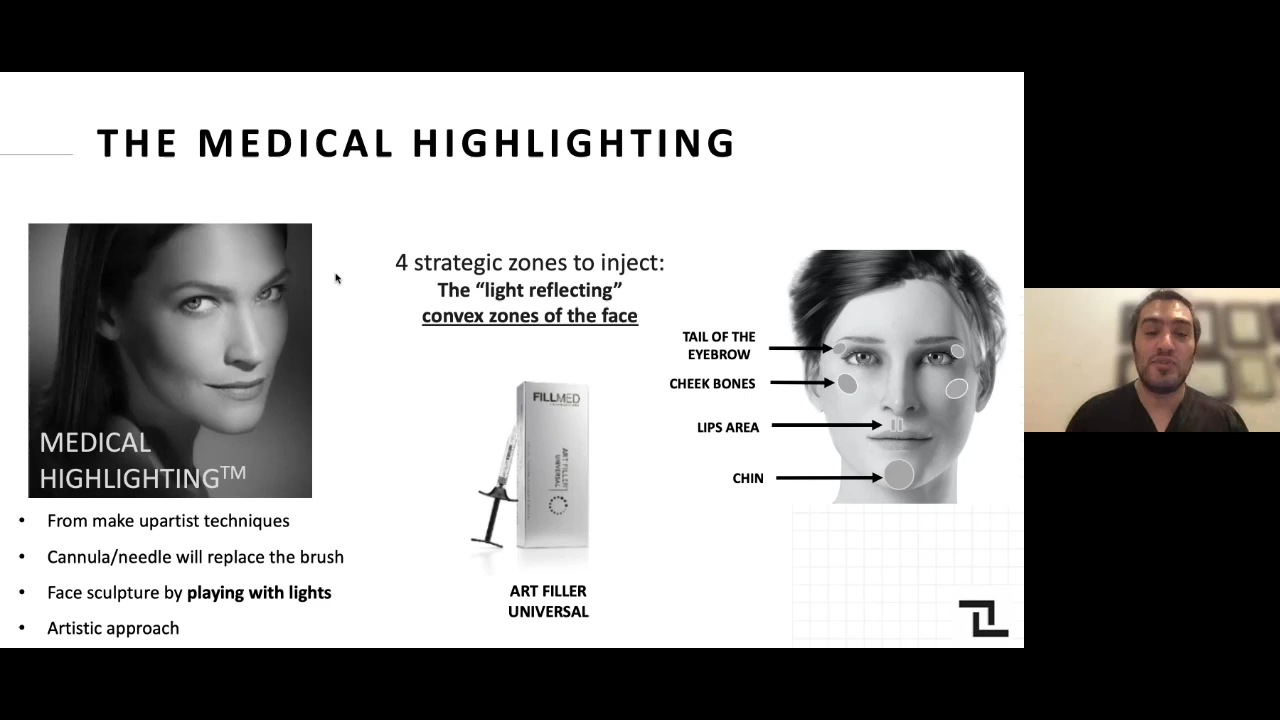 THE MEDICAL HIGHLIGHTING
MEDICAL
HIGHLIGHTING™
• From make upartist techniques
• Cannula/needle will replace the brush
• Face sculpture by playing with lights
• Artistic approach
4 strategic zones to inject:
The “light reflecting”
convex zones of the face
FILLMED
ART FILLER
UNIVERSAL
ART FILLER
UNIVERSAL
TAIL OF THE
EYEBROW
CHEEK BONES
LIPS AREA
CHIN